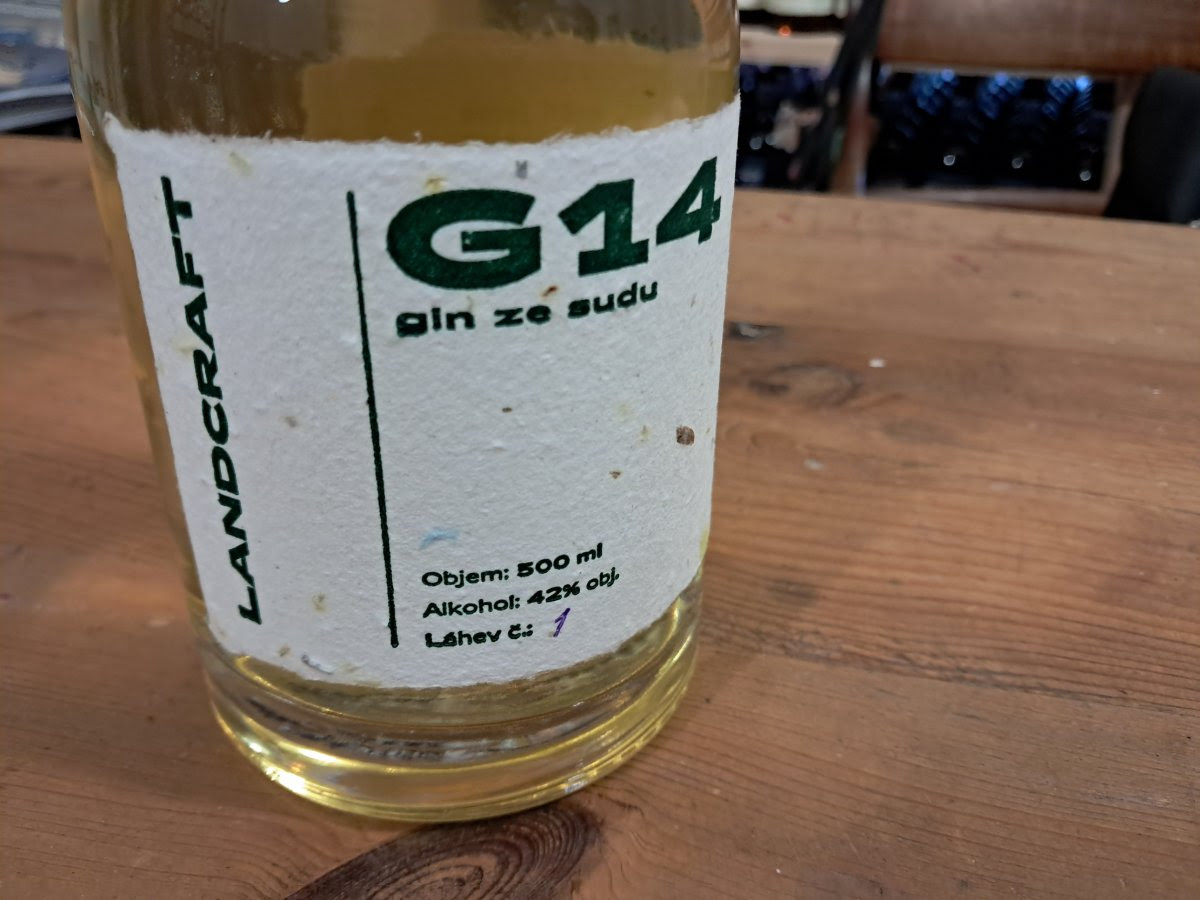 LANDCRAFT
G14
gin ze sudu
Objem: 500 ml
Alkohol: 42% obj.
Láhev č.: 1